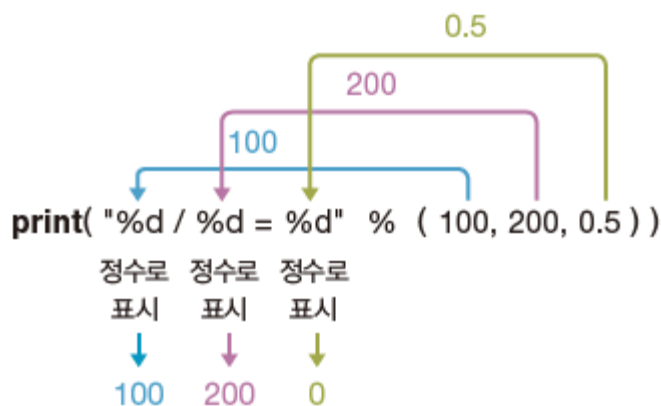 0.5
200
100
print( "%d / %d = %d" % ( 100, 200, 0.5 ) )
정수로 정수로 정수로
표시 표시 표시
100 200 0